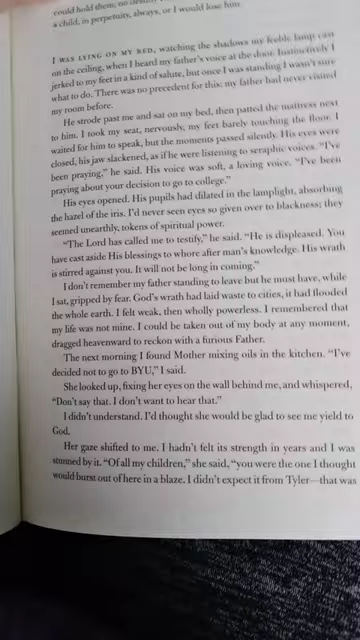 could hold them; no
a child, in perpetuity, always, or I would lose him
I WAS LYING ON MY BED, watching the shadows my feeble lamp cast
on the ceiling, when I heard my father's voice at the door. Instinctively I
jerked to my feet in a kind of salute, but once I was standing I wasn't sure
what to do. There was no precedent for this: my father had never visited
my room before.
He strode past me and sat on my bed, then patted the mattress next
to him. I took my seat, nervously, my feet barely touching the floor. I
waited for him to speak, but the moments passed silently. His eyes were
closed, his jaw slackened, as if he were listening to seraphic voices. "I've
been praying," he said. His voice was soft, a loving voice. "I've been
praying about your decision to go to college."
His eyes opened. His pupils had dilated in the lamplight, absorbing
the hazel of the iris. I'd never seen eyes so given over to blackness; they
seemed unearthly, tokens of spiritual power.
"The Lord has called me to testify," he said. "He is displeased. You
have cast aside His blessings to whore after man's knowledge. His wrath
is stirred against you. It will not be long in coming."
I don't remember my father standing to leave but he must have, while
I sat, gripped by fear. God's wrath had laid waste to cities, it had flooded
the whole earth. I felt weak, then wholly powerless. I remembered that
my life was not mine. I could be taken out of my body at any moment,
dragged heavenward to reckon with a furious Father.
The next morning I found Mother mixing oils in the kitchen. "I've
decided not to go to BYU," I said.
She looked up, fixing her eyes on the wall behind me, and whispered,
"Don't say that. I don't want to hear that."
I didn't understand. I'd thought she would be glad to see me yield to
God.
Her gaze shifted to me. I hadn't felt its strength in years and I was
stunned by it. "Of all my children," she said, "you were the one I thought
would burst out of here in a blaze. I didn't expect it from Tyler—that was